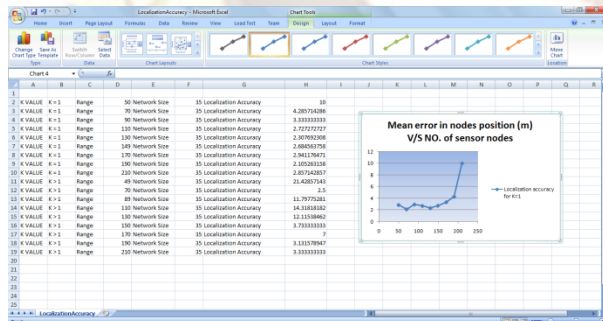 LocalizationAccuracy - Microsoft Excel
Chart Tools
Home Insert Page Layout Formulas Data Review View Load Test Team Design Layout Format
Change Chart Type
Save As Template
Switch Row/Column
Select Data
Move Chart
Type Data Chart Layouts Chart Styles Location
Chart 4
fx
A B C D E F G H I J K L M N O P Q R
1
2 K VALUE K = 1 Range 50 Network Size 35 Localization Accuracy 10
3 K VALUE K = 1 Range 70 Network Size 35 Localization Accuracy 4.285714286
4 K VALUE K = 1 Range 90 Network Size 35 Localization Accuracy 3.333333333
5 K VALUE K = 1 Range 110 Network Size 35 Localization Accuracy 2.727272727
6 K VALUE K = 1 Range 130 Network Size 35 Localization Accuracy 2.307692308
7 K VALUE K = 1 Range 149 Network Size 35 Localization Accuracy 2.684563758
8 K VALUE K = 1 Range 170 Network Size 35 Localization Accuracy 2.941176471
9 K VALUE K = 1 Range 190 Network Size 35 Localization Accuracy 2.105263158
10 K VALUE K = 1 Range 210 Network Size 35 Localization Accuracy 2.857142857
11 K VALUE K > 1 Range 49 Network Size 35 Localization Accuracy 21.42857143
12 K VALUE K > 1 Range 70 Network Size 35 Localization Accuracy 2.5
13 K VALUE K > 1 Range 89 Network Size 35 Localization Accuracy 11.79775281
14 K VALUE K > 1 Range 110 Network Size 35 Localization Accuracy 14.31818182
15 K VALUE K > 1 Range 130 Network Size 35 Localization Accuracy 12.11538462
16 K VALUE K > 1 Range 150 Network Size 35 Localization Accuracy 3.733333333
17 K VALUE K > 1 Range 170 Network Size 35 Localization Accuracy 7
18 K VALUE K > 1 Range 190 Network Size 35 Localization Accuracy 3.131578947
19 K VALUE K > 1 Range 210 Network Size 35 Localization Accuracy 3.333333333
20
21
22
23
24
25
Mean error in nodes position (m)
V/S NO. of sensor nodes
12
10
8
6
4
2
0
0 50 100 150 200 250
Localization accuracy
for K=1
LocalizationAccuracy